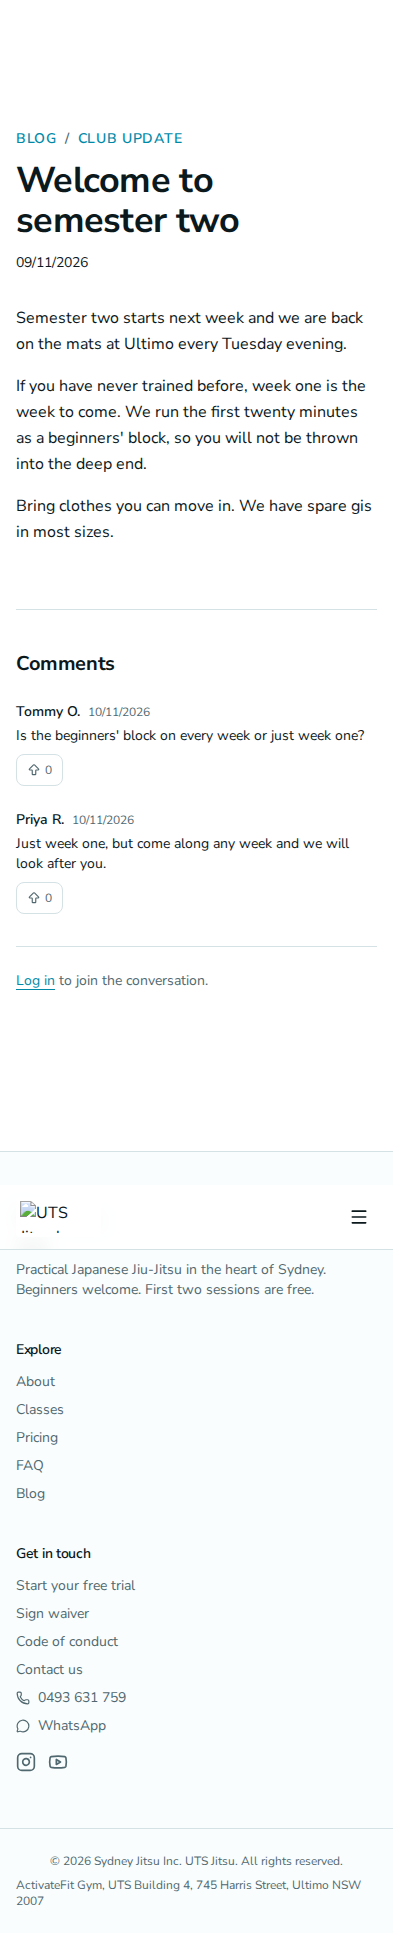 BLOG / CLUB UPDATE
Welcome to
semester two
09/11/2026
Semester two starts next week and we are back
on the mats at Ultimo every Tuesday evening.
If you have never trained before, week one is the
week to come. We run the first twenty minutes
as a beginners' block, so you will not be thrown
into the deep end.
Bring clothes you can move in. We have spare gis
in most sizes.
Comments
Tommy O. 10/11/2026
Is the beginners' block on every week or just week one?
0
Priya R. 10/11/2026
Just week one, but come along any week and we will
look after you.
0
Log in to join the conversation.
UTS
Practical Japanese Jiu-Jitsu in the heart of Sydney.
Beginners welcome. First two sessions are free.
Explore
About
Classes
Pricing
FAQ
Blog
Get in touch
Start your free trial
Sign waiver
Code of conduct
Contact us
0493 631 759
WhatsApp
© 2026 Sydney Jitsu Inc. UTS Jitsu. All rights reserved.
ActivateFit Gym, UTS Building 4, 745 Harris Street, Ultimo NSW
2007